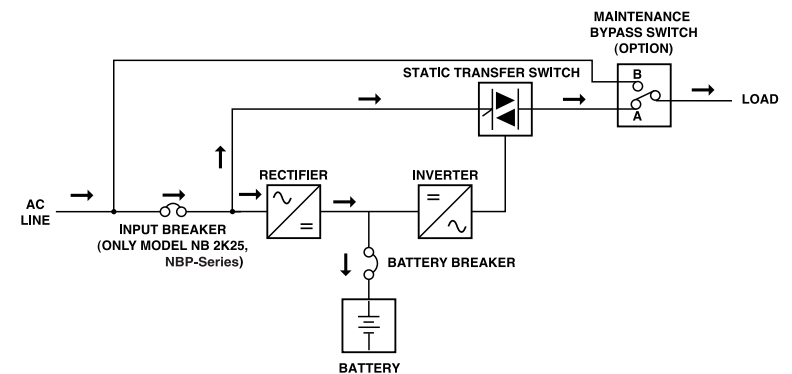 MAINTENANCE
BYPASS SWITCH
(OPTION)
STATIC TRANSFER SWITCH
B
A
LOAD
RECTIFIER
INVERTER
AC
LINE
INPUT BREAKER
(ONLY MODEL NB 2K25,
NBP-Series)
BATTERY BREAKER
BATTERY